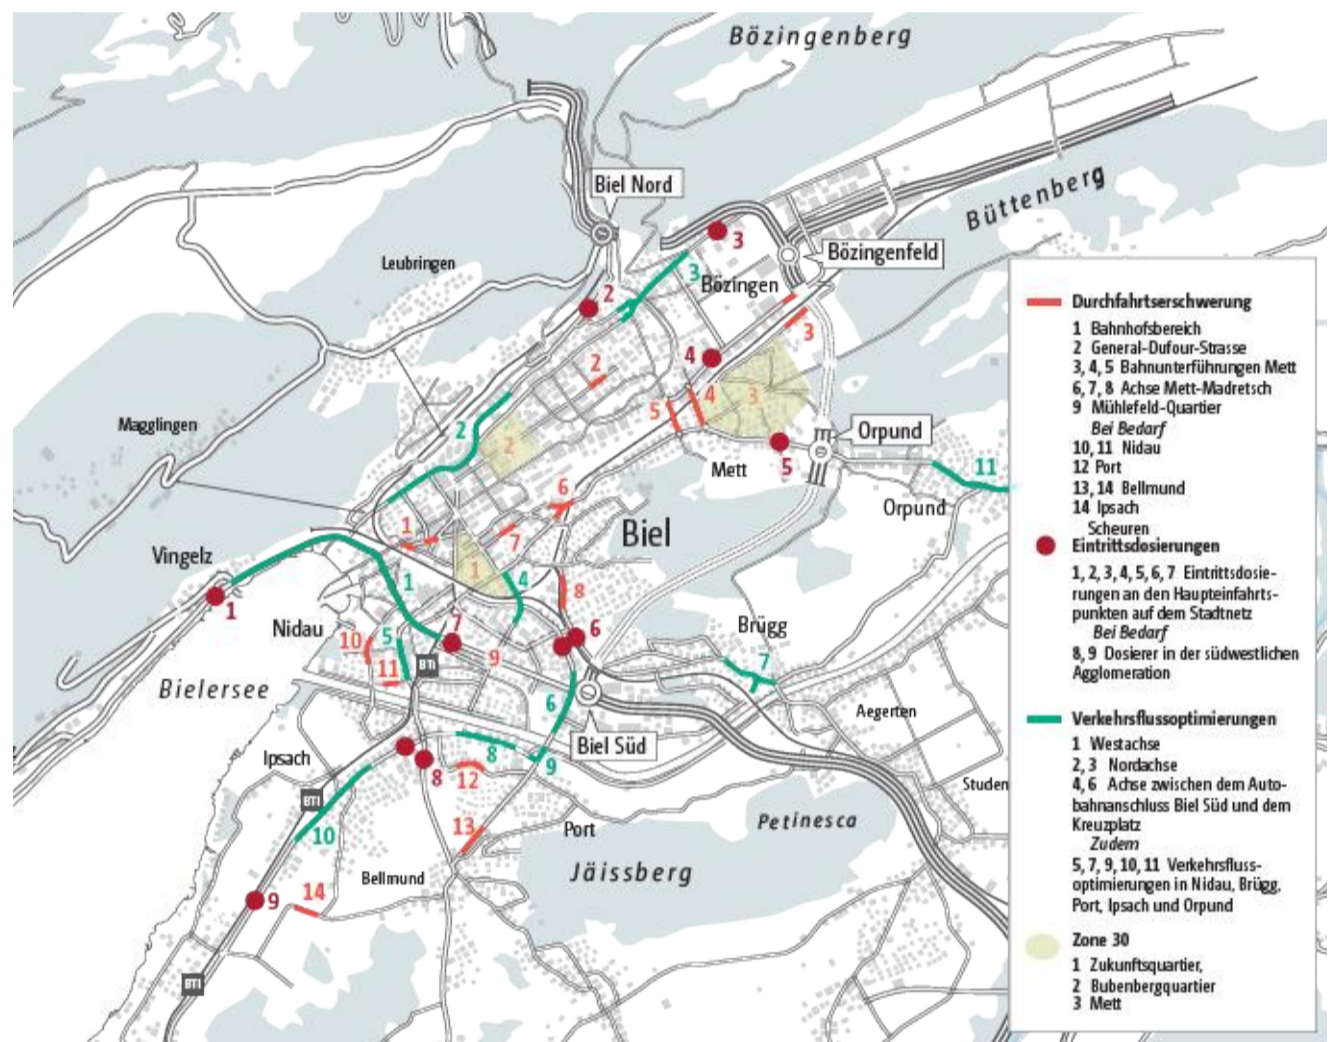 Bözingenberg
Biel Nord
Büttenberg
3
Bözingenfeld
Leubringen
3
Bözingen
2
3
4
2
3
4
5
Magglingen
2
2
Orpund
5
Mett
11
6
Orpund
1
7
Biel
Vingelz
1
4
1
8
1
Nidau
10
5
7
6
Brügg
11
BTI
9
7
Bielersee
6
Aegerten
Biel Süd
Ipsach
8
9
8
12
Studen
BTI
10
13
Port
Petinesca
Jäissberg
Bellmund
14
9
BTI
Durchfahrtserschwerung
1 Bahnhofsbereich
2 General-Dufour-Strasse
3, 4, 5 Bahnunterführungen Mett
6, 7, 8 Achse Mett-Madretsch
9 Mühlefeld-Quartier
Bei Bedarf
10, 11 Nidau
12 Port
13, 14 Bellmund
14 Ipsach
Scheuren
Eintrittsdosierungen
1, 2, 3, 4, 5, 6, 7 Eintrittsdosie-
rungen an den Haupteinfahrts-
punkten auf dem Stadtnetz
Bei Bedarf
8, 9 Dosierer in der südwestlichen
Agglomeration
Verkehrsflussoptimierungen
1 Westachse
2, 3 Nordachse
4, 6 Achse zwischen dem Auto-
bahnanschluss Biel Süd und dem
Kreuzplatz
Zudem
5, 7, 9, 10, 11 Verkehrsfluss-
optimierungen in Nidau, Brügg,
Port, Ipsach und Orpund
Zone 30
1 Zukunftsquartier,
2 Bubenbergquartier
3 Mett